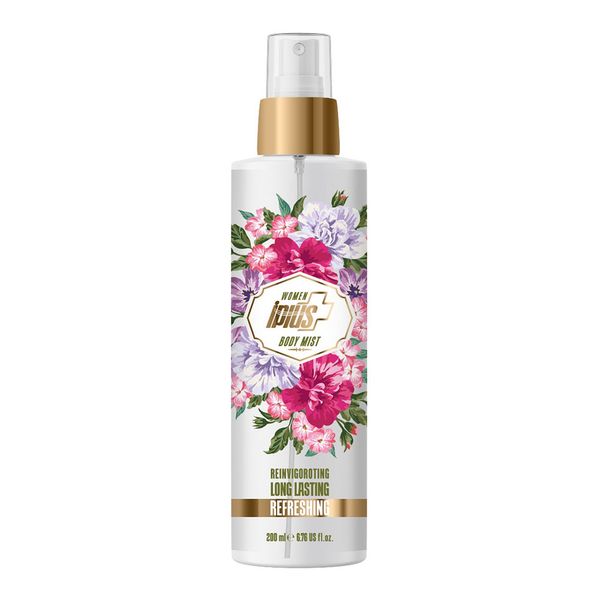 WOMEN
iplus
BODY MIST
REINVIGOROTING
LONG LASTING
REFRESHING
200 ml e 6.76 US fl.oz.